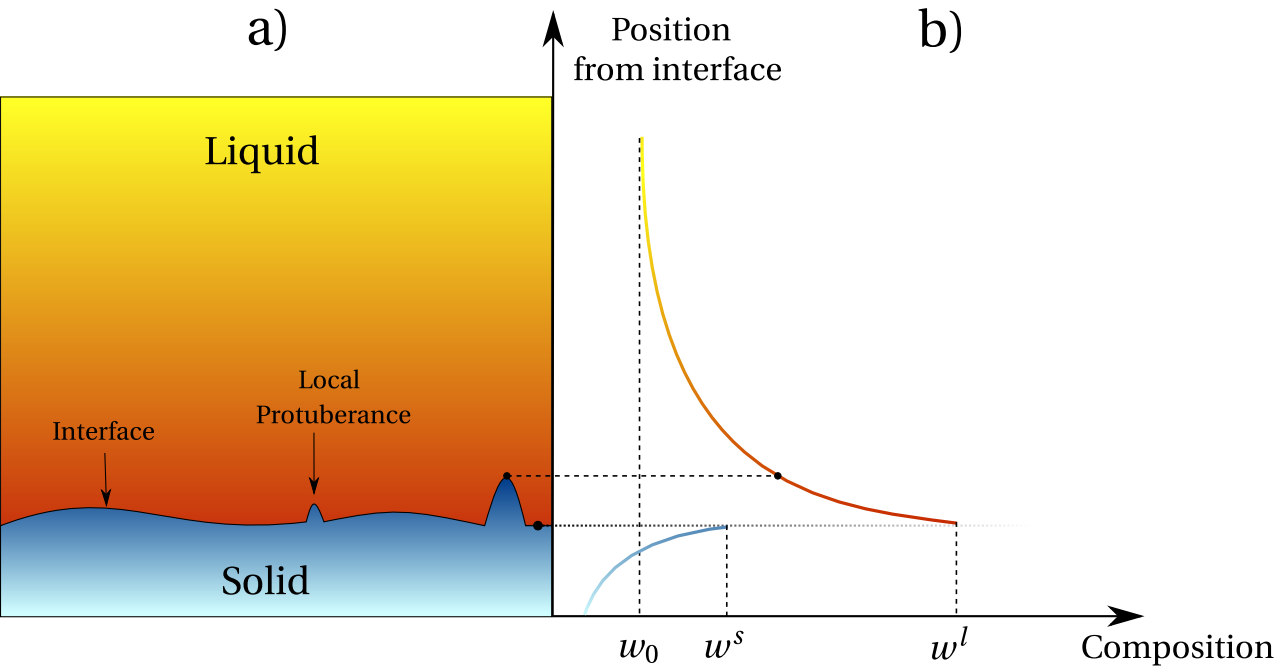 a)
Position
from interface
b)
Liquid
Local
Protuberance
Interface
Solid
w₀
wˢ
wˡ
Composition